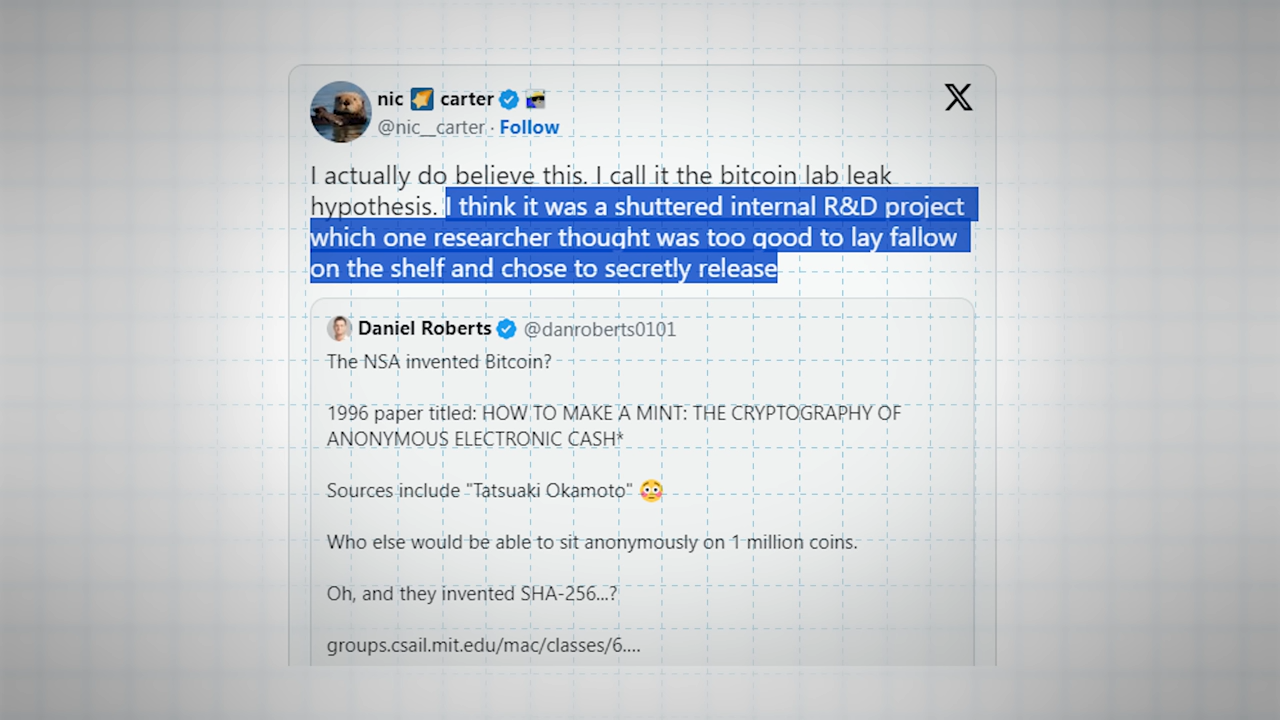 nic carter
@nic__carter · Follow
I actually do believe this. I call it the bitcoin lab leak
hypothesis. I think it was a shuttered internal R&D project
which one researcher thought was too good to lay fallow
on the shelf and chose to secretly release
Daniel Roberts @danroberts0101
The NSA invented Bitcoin?
1996 paper titled: HOW TO MAKE A MINT: THE CRYPTOGRAPHY OF
ANONYMOUS ELECTRONIC CASH*
Sources include "Tatsuaki Okamoto" 😳
Who else would be able to sit anonymously on 1 million coins.
Oh, and they invented SHA-256...?
groups.csail.mit.edu/mac/classes/6....